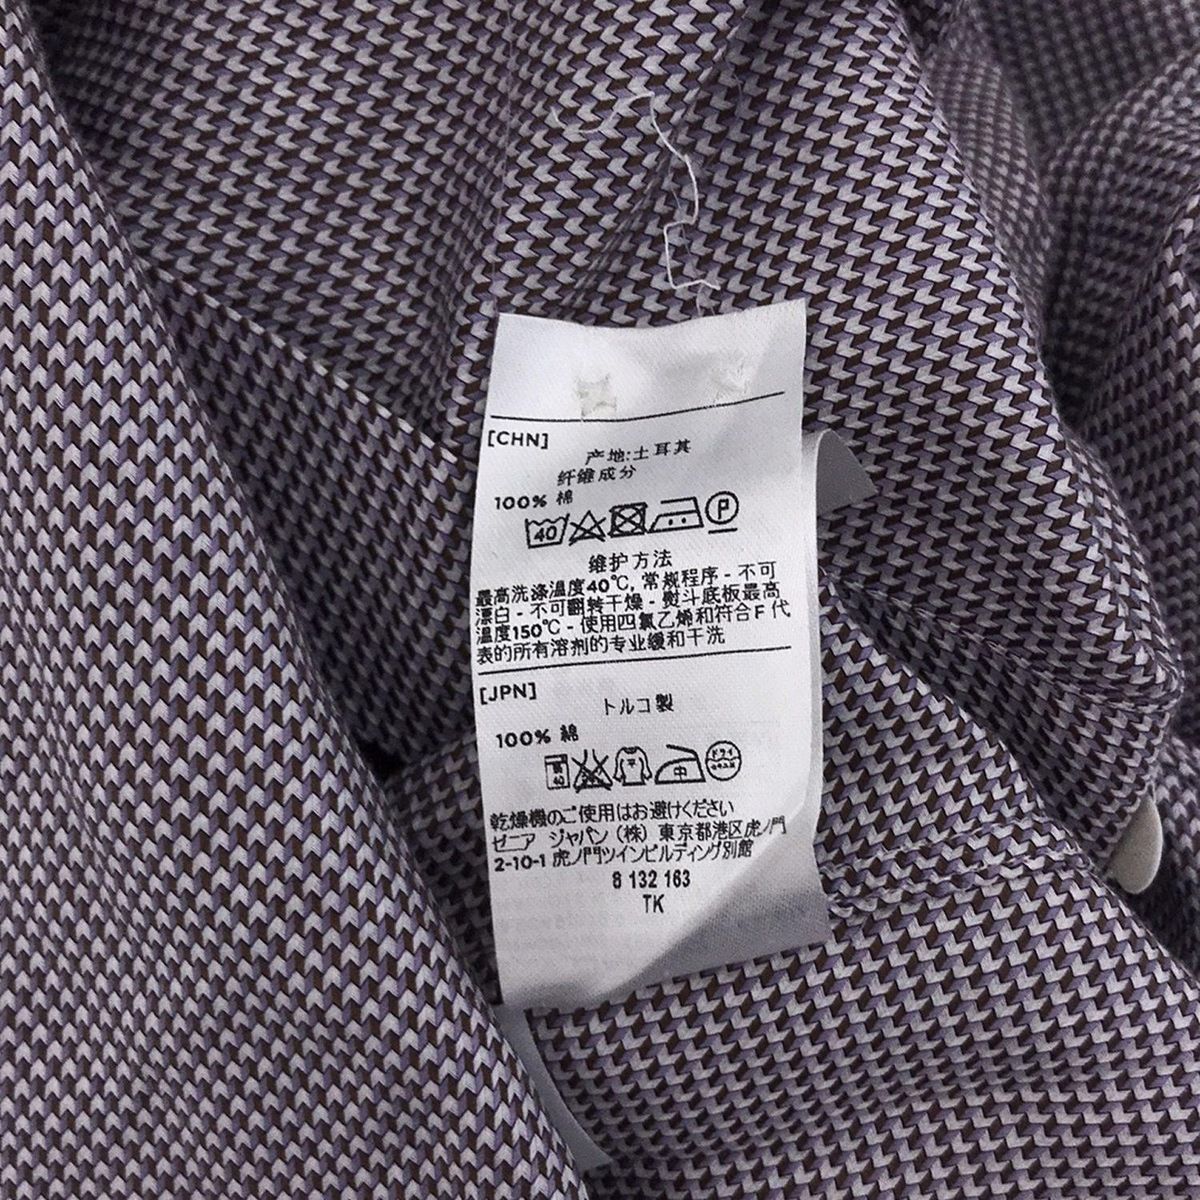 [CHN]
产地:土耳其
纤维成分
100% 棉
40 P
维护方法
最高洗涤温度40℃, 常规程序 - 不可
漂白 - 不可翻转干燥 - 熨斗底板最高
温度150℃ - 使用四氯乙烯和符合 F 代
表的所有溶剂的专业缓和干洗
[JPN]
トルコ製
100% 綿
40 中 ドライ
乾燥機のご使用はお避けください
ゼニア ジャパン (株) 東京都港区虎ノ門
2-10-1 虎ノ門ツインビルディング別館
8 132 163
TK